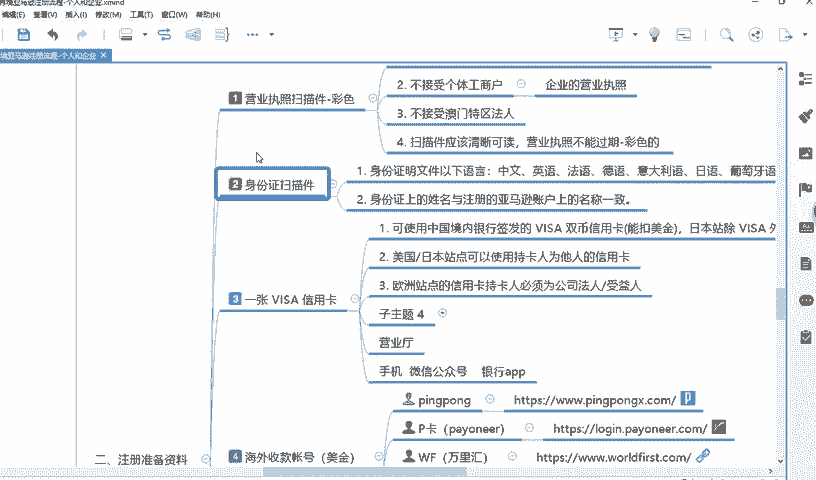 亚马逊注册流程-个人和企业.xmind
编辑(E) 查看(V) 插入(I) 修改(M) 工具(T) 窗口(W) 帮助(H)
亚马逊注册流程-个人和企业
1 营业执照扫描件-彩色
2. 不接受个体工商户
企业的营业执照
3. 不接受澳门特区法人
4. 扫描件应该清晰可读，营业执照不能过期-彩色的
2 身份证扫描件
1. 身份证明文件以下语言：中文、英语、法语、德语、意大利语、日语、葡萄牙语
2. 身份证上的姓名与注册的亚马逊账户上的名称一致。
3 一张 VISA 信用卡
1. 可使用中国境内银行签发的 VISA 双币信用卡(能扣美金)，日本站除 VISA
2. 美国/日本站点可以使用持卡人为他人的信用卡
3. 欧洲站点的信用卡持卡人必须为公司法人/受益人
子主题 4
营业厅
手机 微信公众号 银行app
二、注册准备资料
4 海外收款帐号（美金）
pingpong
https://www.pingpongx.com/
P卡（payoneer）
https://login.payoneer.com/
WF（万里汇）
https://www.worldfirst.com/